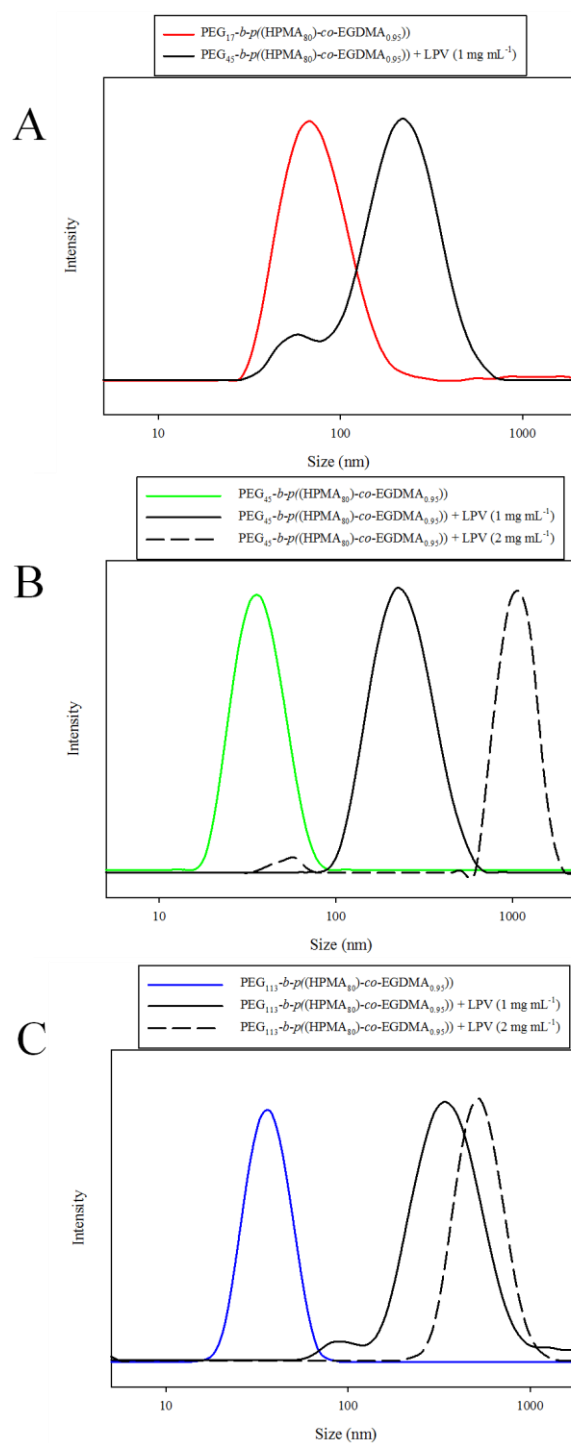 PEG₁₇-b-p((HPMA₈₀)-co-EGDMA₀.₉₅))
PEG₄₅-b-p((HPMA₈₀)-co-EGDMA₀.₉₅)) + LPV (1 mg mL⁻¹)
A
Intensity
10 100 1000
Size (nm)
PEG₄₅-b-p((HPMA₈₀)-co-EGDMA₀.₉₅))
PEG₄₅-b-p((HPMA₈₀)-co-EGDMA₀.₉₅)) + LPV (1 mg mL⁻¹)
PEG₄₅-b-p((HPMA₈₀)-co-EGDMA₀.₉₅)) + LPV (2 mg mL⁻¹)
B
Intensity
10 100 1000
Size (nm)
PEG₁₁₃-b-p((HPMA₈₀)-co-EGDMA₀.₉₅))
PEG₁₁₃-b-p((HPMA₈₀)-co-EGDMA₀.₉₅)) + LPV (1 mg mL⁻¹)
PEG₁₁₃-b-p((HPMA₈₀)-co-EGDMA₀.₉₅)) + LPV (2 mg mL⁻¹)
C
Intensity
10 100 1000
Size (nm)